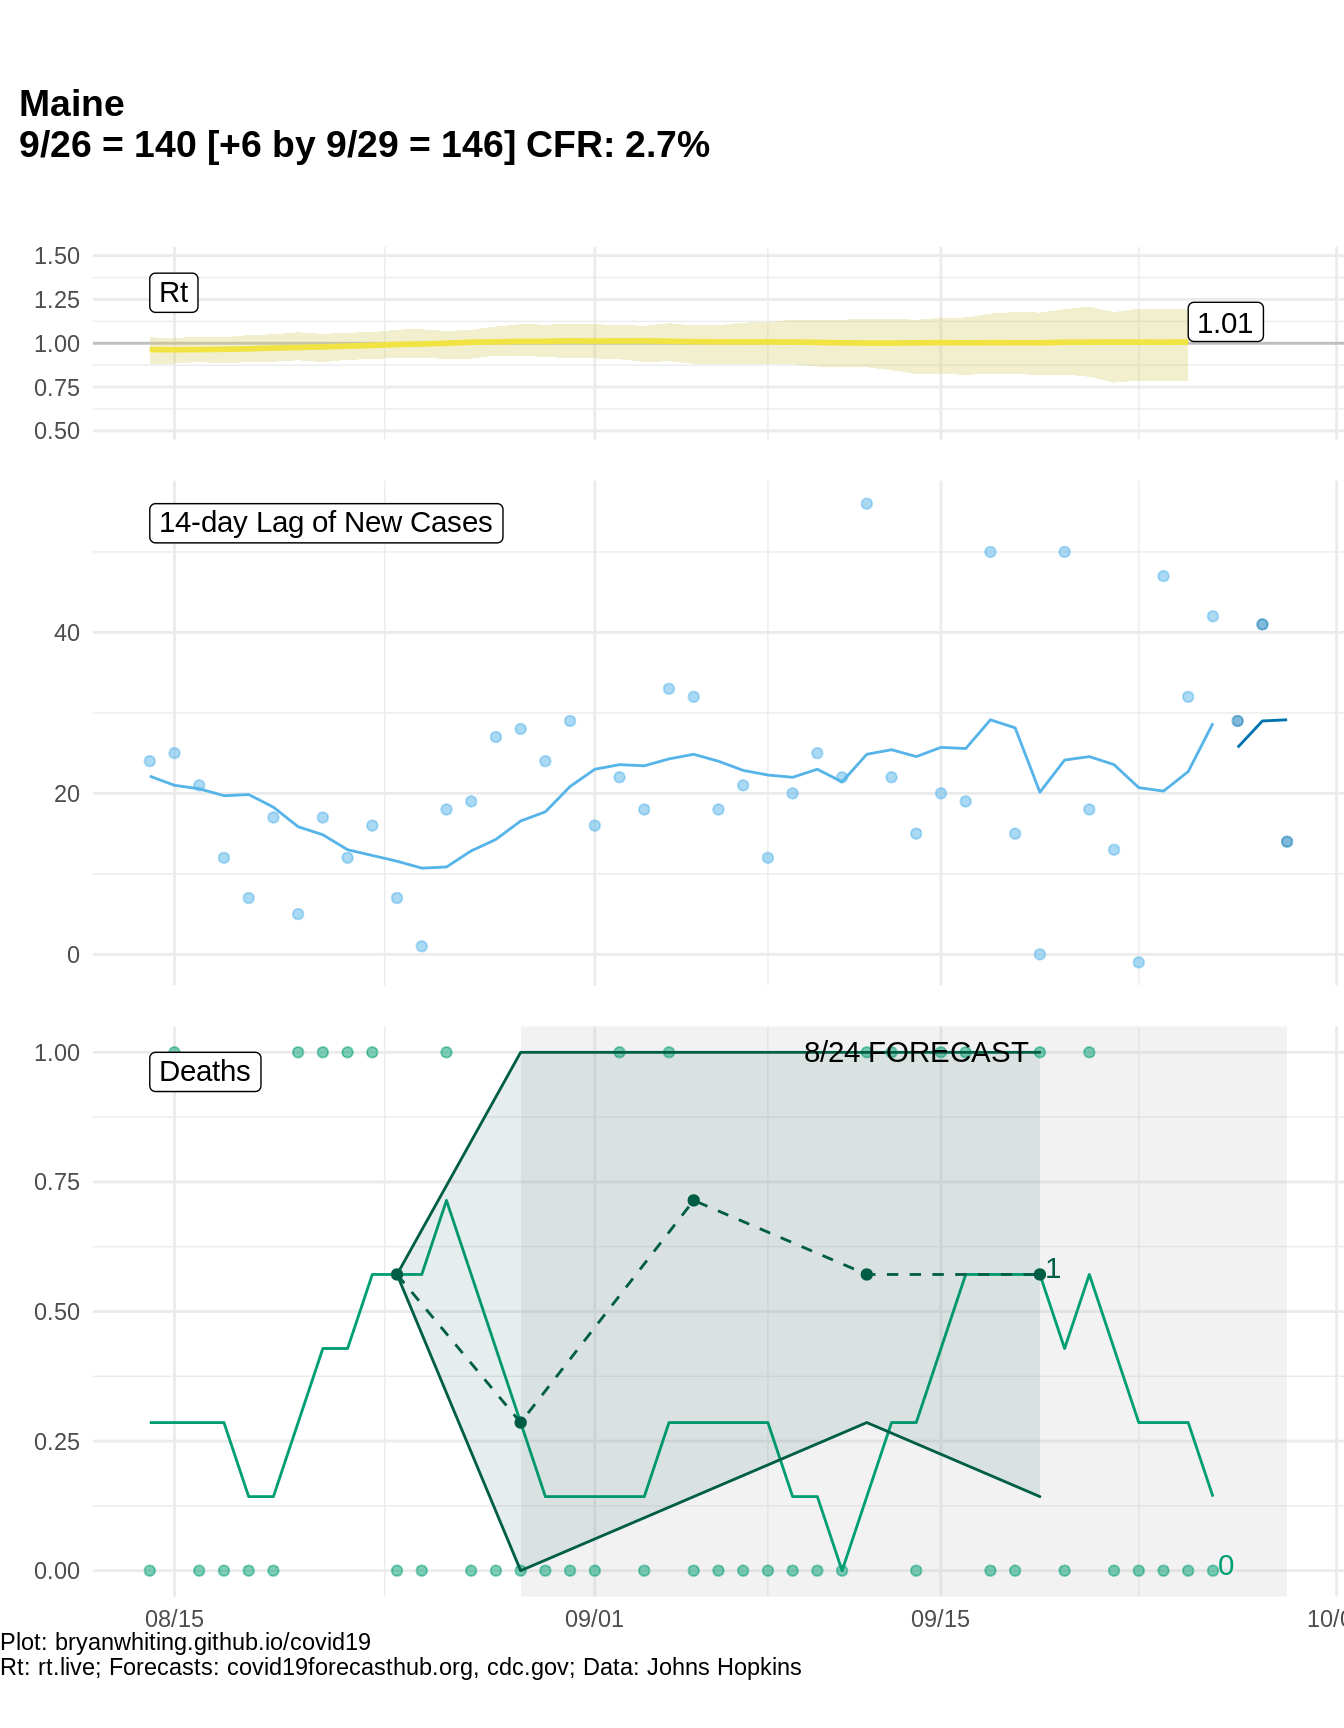 Maine
9/26 = 140 [+6 by 9/29 = 146] CFR: 2.7%
1.50
1.25
1.00
0.75
0.50
Rt
1.01
14-day Lag of New Cases
40
20
0
Deaths
8/24 FORECAST
1.00
0.75
0.50
0.25
0.00
1
0
08/15
09/01
09/15
10/0
Plot: bryanwhiting.github.io/covid19
Rt: rt.live; Forecasts: covid19forecasthub.org, cdc.gov; Data: Johns Hopkins